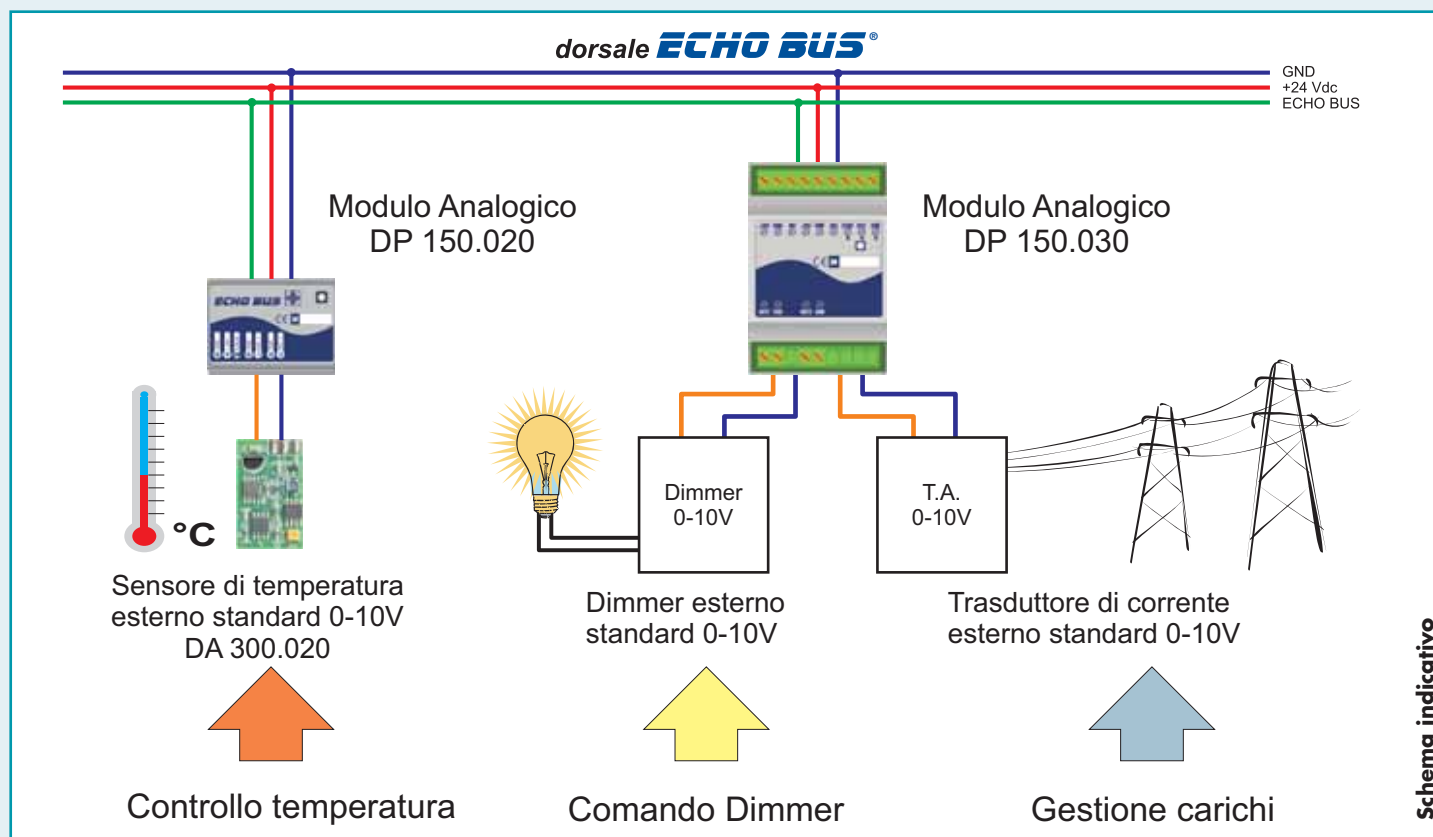 dorsale ECHO BUS®
GND
+24 Vdc
ECHO BUS
Modulo Analogico
DP 150.020
Modulo Analogico
DP 150.030
ECHO BUS
CE
CE
°C
Dimmer
0-10V
T.A.
0-10V
Sensore di temperatura
esterno standard 0-10V
DA 300.020
Dimmer esterno
standard 0-10V
Trasduttore di corrente
esterno standard 0-10V
Controllo temperatura
Comando Dimmer
Gestione carichi
Schema indicativo